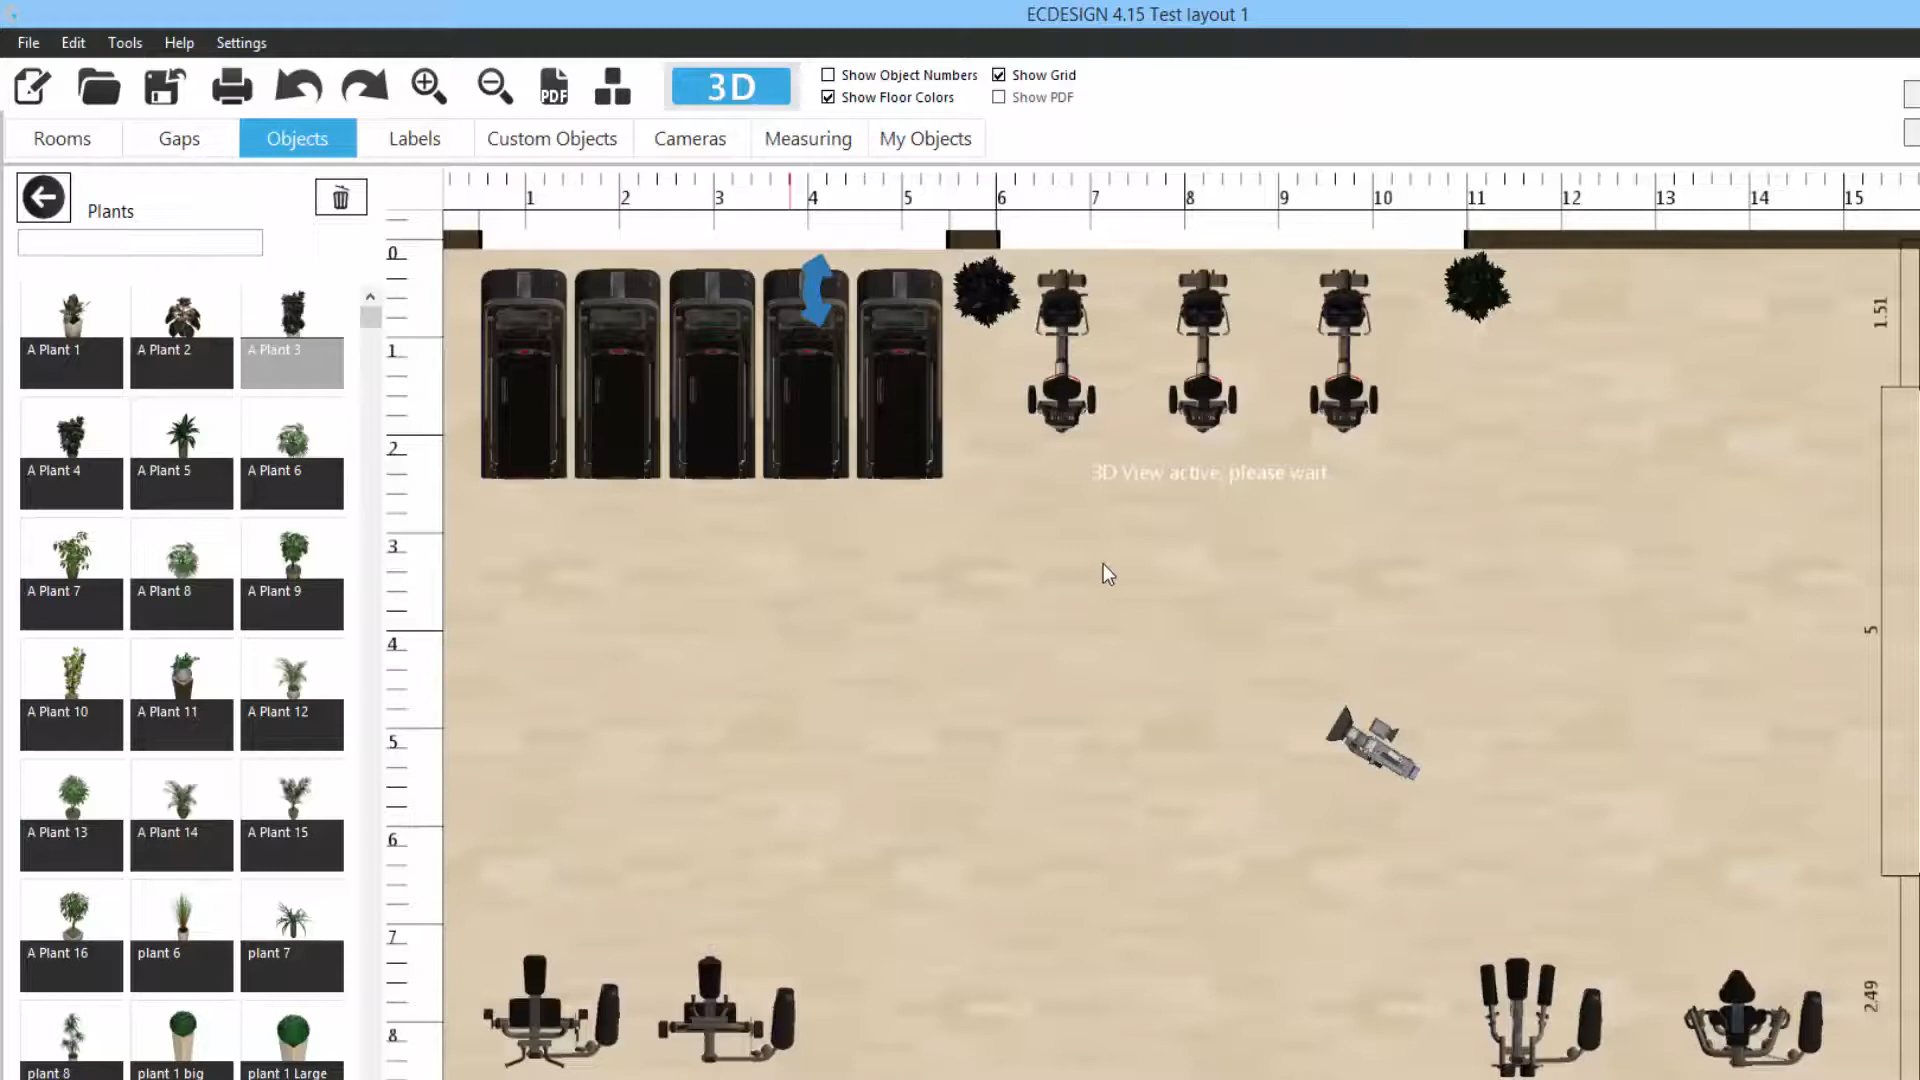 ECDESIGN 4.15 Test layout 1
File Edit Tools Help Settings
PDF
3D
Show Object Numbers
Show Grid
Show Floor Colors
Show PDF
Rooms Gaps Objects Labels Custom Objects Cameras Measuring My Objects
Plants
1 2 3 4 5 6 7 8 9 10 11 12 13 14 15
0
1
2
3
4
5
6
7
8
A Plant 1 A Plant 2 A Plant 3
A Plant 4 A Plant 5 A Plant 6
A Plant 7 A Plant 8 A Plant 9
A Plant 10 A Plant 11 A Plant 12
A Plant 13 A Plant 14 A Plant 15
A Plant 16 plant 6 plant 7
plant 8 plant 1 big plant 1 Large
3D View active, please wait
1.51
5
2.49